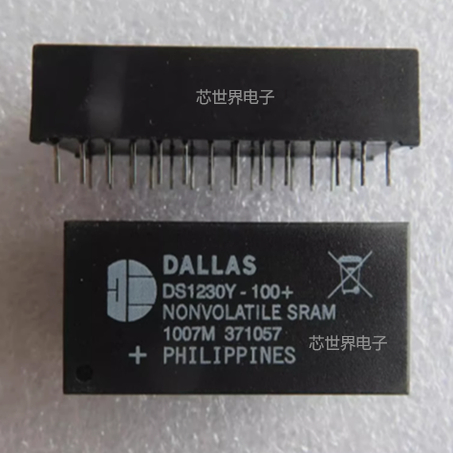 芯世界电子
DALLAS
DS1230Y-100+
NONVOLATILE SRAM
1007M 371057
+ PHILIPPINES
芯世界电子